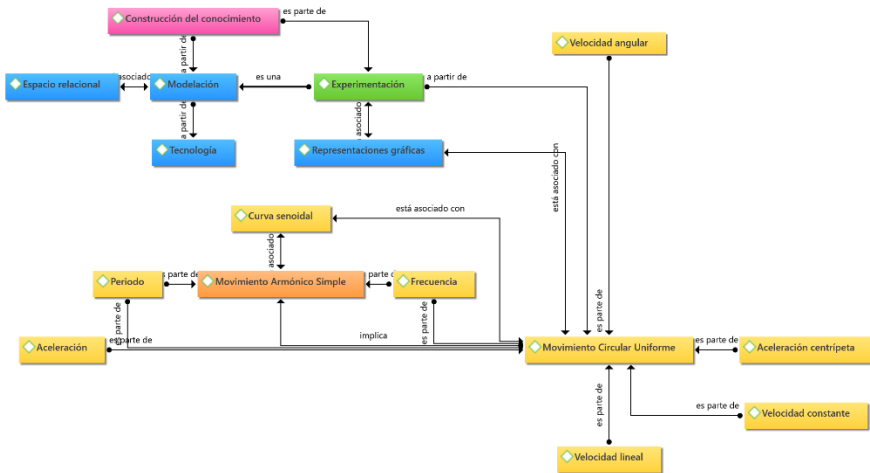 Construcción del conocimiento
es parte de
Velocidad angular
a partir de
Espacio relacional
asociado
Modelación
es una
Experimentación
a partir de
a partir de
asociado
Tecnología
Representaciones gráficas
está asociado con
Curva senoidal
está asociado con
asociado
Periodo
es parte de
Movimiento Armónico Simple
parte de
Frecuencia
es parte de
es parte de
es parte de
implica
Aceleración
es parte de
Movimiento Circular Uniforme
es parte de
Aceleración centrípeta
es parte de
es parte de
Velocidad constante
Velocidad lineal